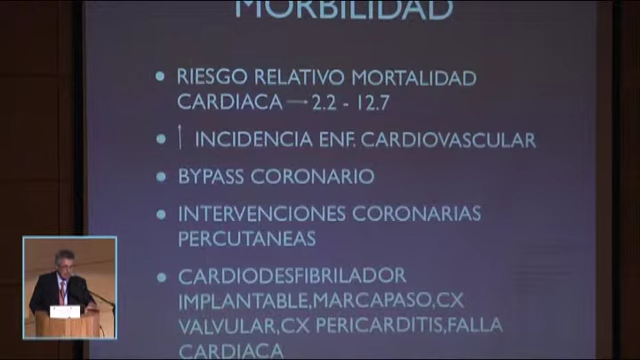 MORBILIDAD
• RIESGO RELATIVO MORTALIDAD
CARDIACA → 2.2 - 12.7
• ↑ INCIDENCIA ENF. CARDIOVASCULAR
• BYPASS CORONARIO
• INTERVENCIONES CORONARIAS
PERCUTANEAS
• CARDIODESFIBRILADOR
IMPLANTABLE,MARCAPASO,CX
VALVULAR,CX PERICARDITIS,FALLA
CARDIACA